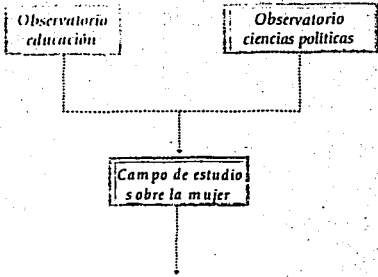 Observatorio
educación
Observatorio
ciencias políticas
Campo de estudio
sobre la mujer